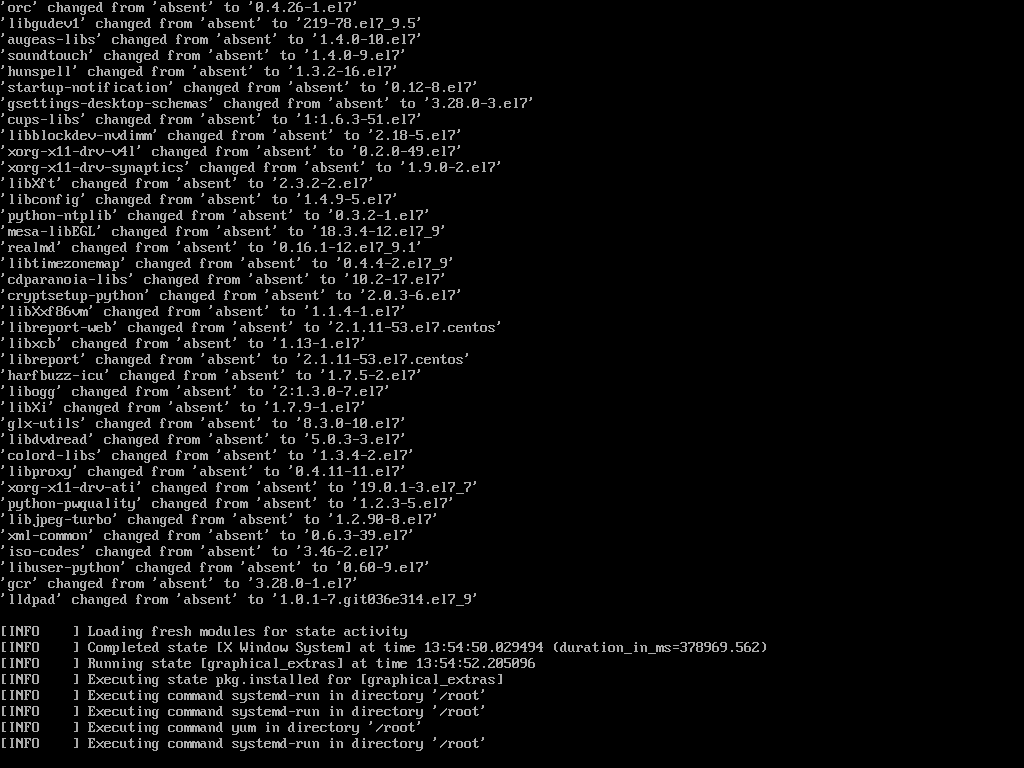 'orc' changed from 'absent' to '0.4.26-1.el7'
'libgudev1' changed from 'absent' to '219-78.el7_9.5'
'augeas-libs' changed from 'absent' to '1.4.0-10.el7'
'soundtouch' changed from 'absent' to '1.4.0-9.el7'
'hunspell' changed from 'absent' to '1.3.2-16.el7'
'startup-notification' changed from 'absent' to '0.12-8.el7'
'gsettings-desktop-schemas' changed from 'absent' to '3.28.0-3.el7'
'cups-libs' changed from 'absent' to '1:1.6.3-51.el7'
'libblockdev-nvdimm' changed from 'absent' to '2.18-5.el7'
'xorg-x11-drv-v4l' changed from 'absent' to '0.2.0-49.el7'
'xorg-x11-drv-synaptics' changed from 'absent' to '1.9.0-2.el7'
'libXft' changed from 'absent' to '2.3.2-2.el7'
'libconfig' changed from 'absent' to '1.4.9-5.el7'
'python-ntplib' changed from 'absent' to '0.3.2-1.el7'
'mesa-libEGL' changed from 'absent' to '18.3.4-12.el7_9'
'realmd' changed from 'absent' to '0.16.1-12.el7_9.1'
'libtimezonemap' changed from 'absent' to '0.4.4-2.el7_9'
'cdparanoia-libs' changed from 'absent' to '10.2-17.el7'
'cryptsetup-python' changed from 'absent' to '2.0.3-6.el7'
'libXxf86vm' changed from 'absent' to '1.1.4-1.el7'
'libreport-web' changed from 'absent' to '2.1.11-53.el7.centos'
'libxcb' changed from 'absent' to '1.13-1.el7'
'libreport' changed from 'absent' to '2.1.11-53.el7.centos'
'harfbuzz-icu' changed from 'absent' to '1.7.5-2.el7'
'libogg' changed from 'absent' to '2:1.3.0-7.el7'
'libXi' changed from 'absent' to '1.7.9-1.el7'
'glx-utils' changed from 'absent' to '8.3.0-10.el7'
'libdvdread' changed from 'absent' to '5.0.3-3.el7'
'colord-libs' changed from 'absent' to '1.3.4-2.el7'
'libproxy' changed from 'absent' to '0.4.11-11.el7'
'xorg-x11-drv-ati' changed from 'absent' to '19.0.1-3.el7_7'
'python-pwquality' changed from 'absent' to '1.2.3-5.el7'
'libjpeg-turbo' changed from 'absent' to '1.2.90-8.el7'
'xml-common' changed from 'absent' to '0.6.3-39.el7'
'iso-codes' changed from 'absent' to '3.46-2.el7'
'libuser-python' changed from 'absent' to '0.60-9.el7'
'gcr' changed from 'absent' to '3.28.0-1.el7'
'lldpad' changed from 'absent' to '1.0.1-7.git036e314.el7_9'

[INFO    ] Loading fresh modules for state activity
[INFO    ] Completed state [X Window System] at time 13:54:50.029494 (duration_in_ms=378969.562)
[INFO    ] Running state [graphical_extras] at time 13:54:52.205096
[INFO    ] Executing state pkg.installed for [graphical_extras]
[INFO    ] Executing command systemd-run in directory '/root'
[INFO    ] Executing command systemd-run in directory '/root'
[INFO    ] Executing command yum in directory '/root'
[INFO    ] Executing command systemd-run in directory '/root'